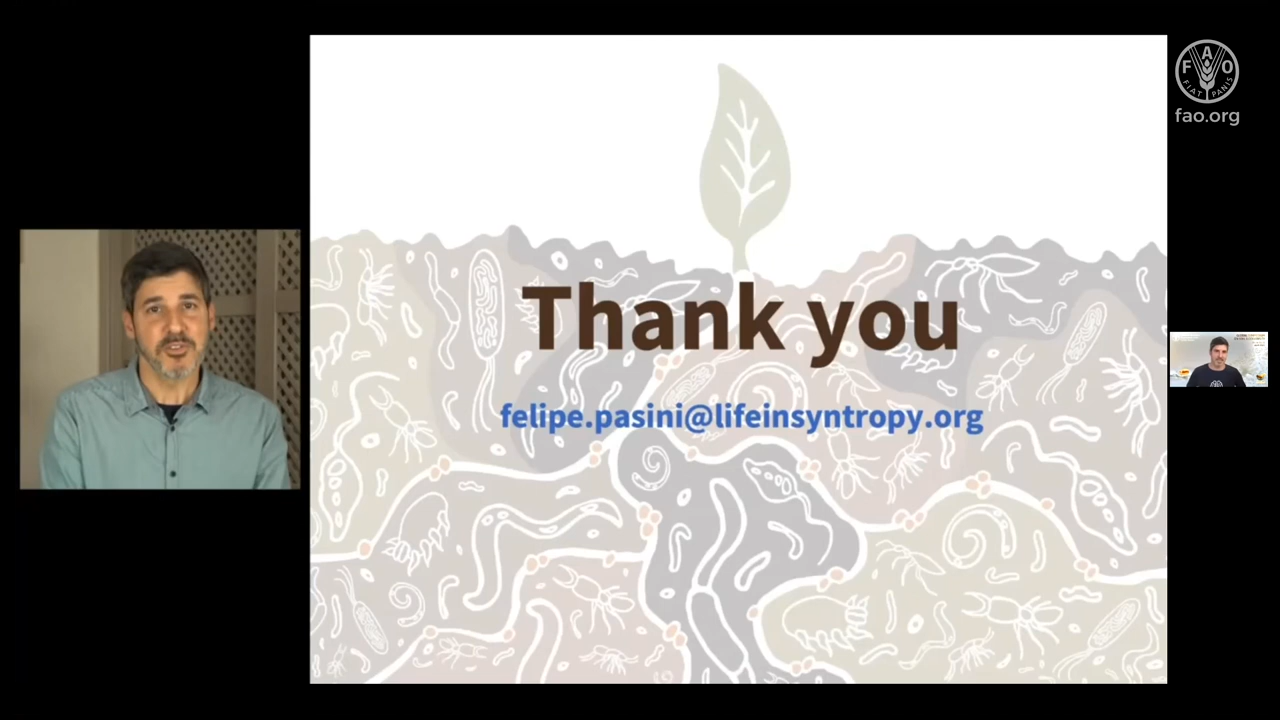 Thank you
felipe.pasini@lifeinsyntropy.org
F A O
FIAT PANIS
fao.org